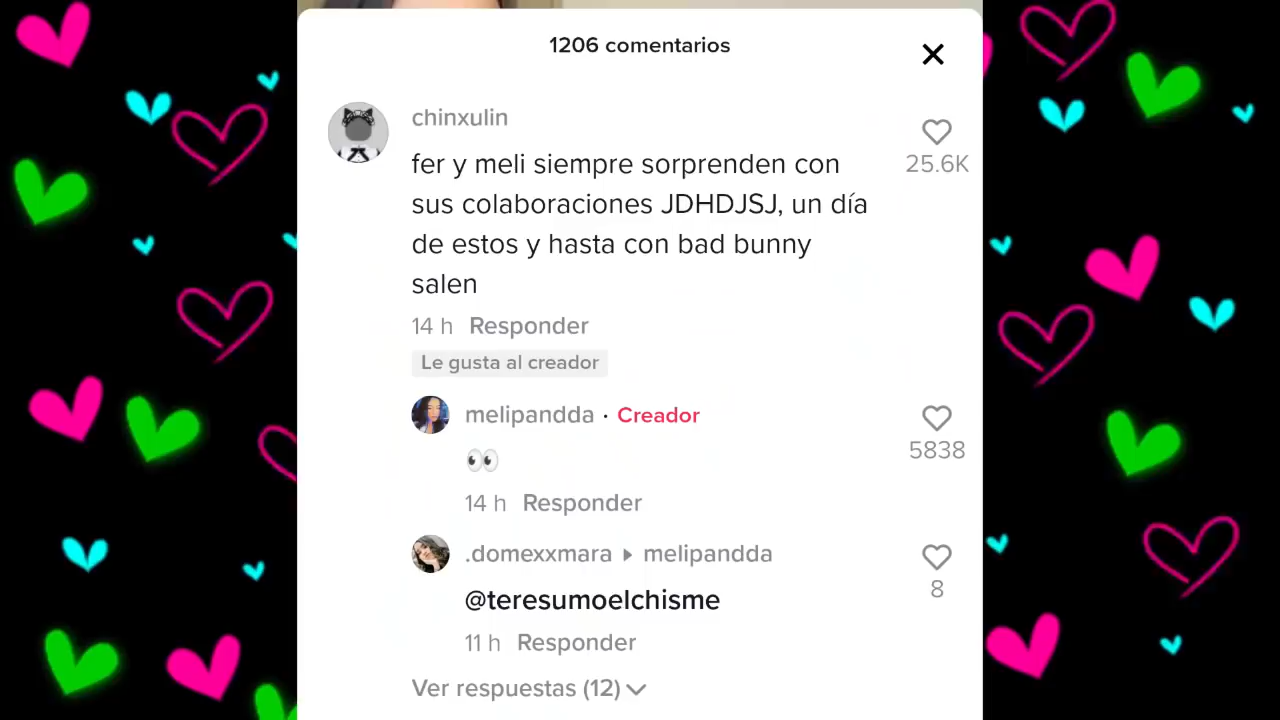 1206 comentarios
chinxulin
fer y meli siempre sorprenden con
sus colaboraciones JDHDJSJ, un día
de estos y hasta con bad bunny
salen
25.6K
14 h Responder
Le gusta al creador
melipandda · Creador
👀
5838
14 h Responder
.domexxmara ▸ melipandda
@teresumoelchisme
8
11 h Responder
Ver respuestas (12)